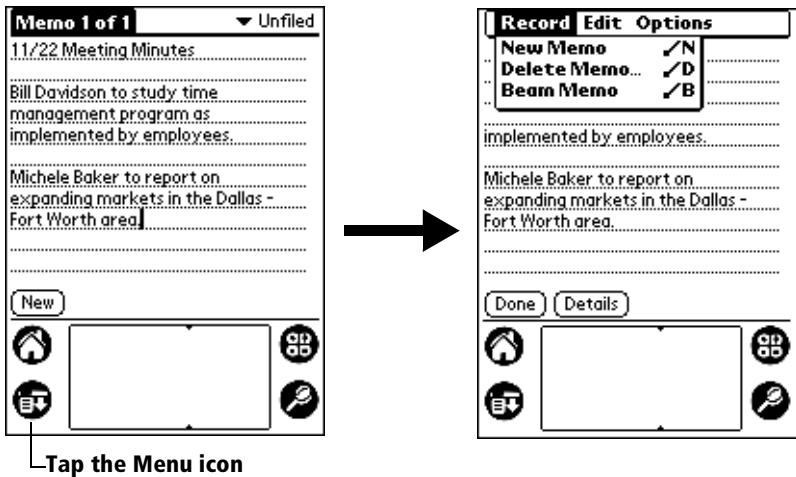 Memo 1 of 1
Unfiled
11/22 Meeting Minutes
Bill Davidson to study time
management program as
implemented by employees.
Michele Baker to report on
expanding markets in the Dallas -
Fort Worth area.
New
Tap the Menu icon
Record Edit Options
New Memo /N
Delete Memo... /D
Beam Memo /B
implemented by employees.
Michele Baker to report on
expanding markets in the Dallas -
Fort Worth area.
Done Details